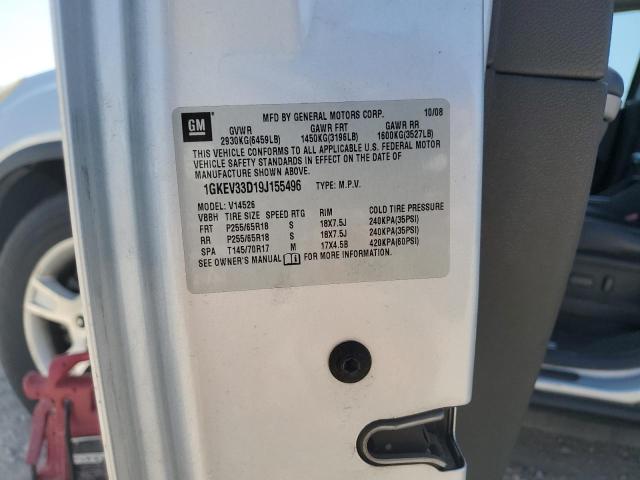 GM
MFD BY GENERAL MOTORS CORP. 10/08
GVWR GAWR FRT GAWR RR
2930KG(6459LB) 1450KG(3196LB) 1600KG(3527LB)
THIS VEHICLE CONFORMS TO ALL APPLICABLE U.S. FEDERAL MOTOR
VEHICLE SAFETY STANDARDS IN EFFECT ON THE DATE OF
MANUFACTURE SHOWN ABOVE.
1GKEV33D19J155496 TYPE: M.P.V.
MODEL: V14526
VBBH TIRE SIZE SPEED RTG RIM COLD TIRE PRESSURE
FRT P255/65R18 S 18X7.5J 240KPA(35PSI)
RR P255/65R18 S 18X7.5J 240KPA(35PSI)
SPA T145/70R17 M 17X4.5B 420KPA(60PSI)
SEE OWNER'S MANUAL FOR MORE INFORMATION.